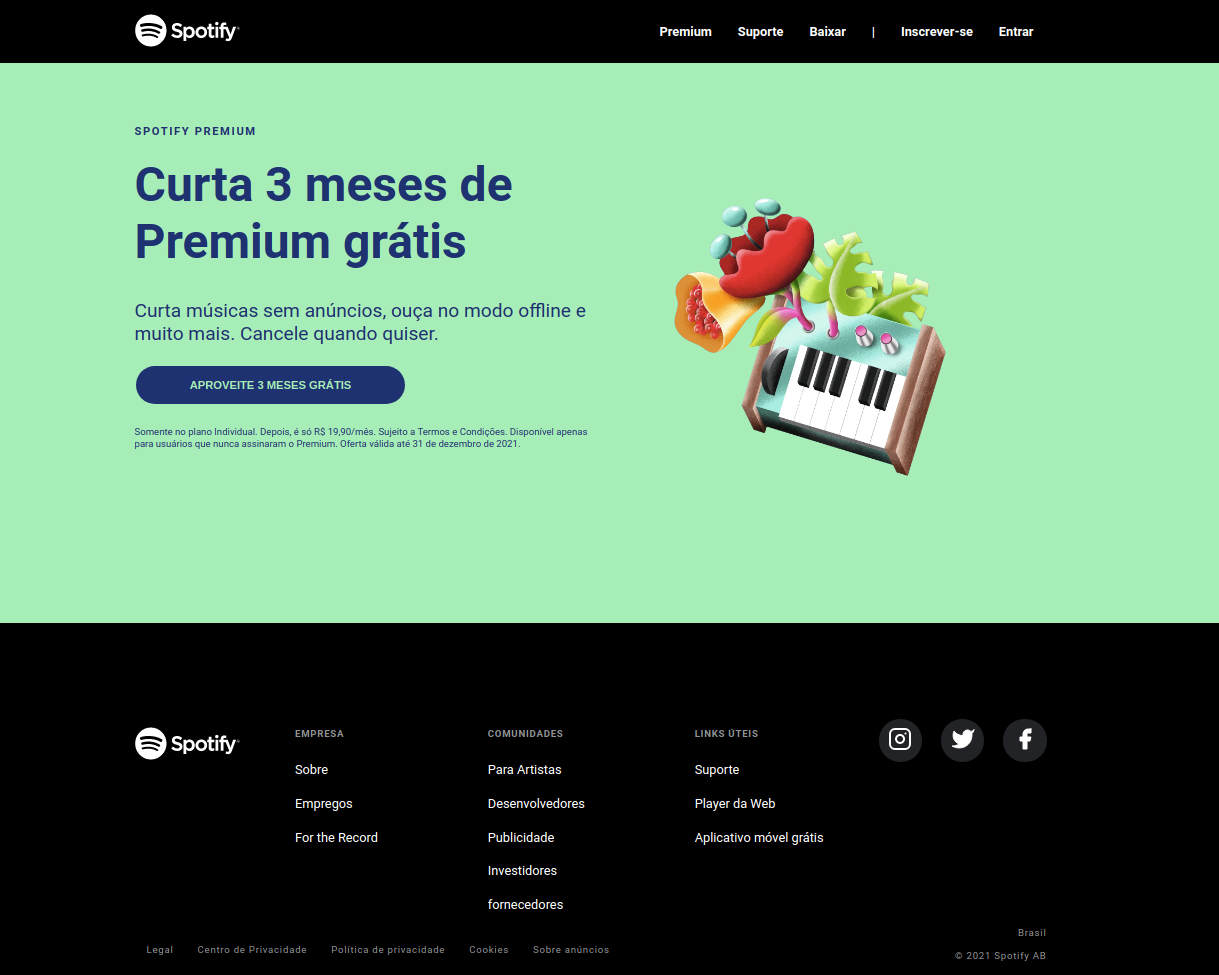 Spotify
Premium Suporte Baixar | Inscrever-se Entrar
SPOTIFY PREMIUM
Curta 3 meses de
Premium grátis
Curta músicas sem anúncios, ouça no modo offline e
muito mais. Cancele quando quiser.
APROVEITE 3 MESES GRÁTIS
Somente no plano Individual. Depois, é só R$ 19,90/mês. Sujeito a Termos e Condições. Disponível apenas
para usuários que nunca assinaram o Premium. Oferta válida até 31 de dezembro de 2021.
Spotify
EMPRESA
Sobre
Empregos
For the Record
COMUNIDADES
Para Artistas
Desenvolvedores
Publicidade
Investidores
fornecedores
LINKS ÚTEIS
Suporte
Player da Web
Aplicativo móvel grátis
Legal Centro de Privacidade Política de privacidade Cookies Sobre anúncios
Brasil
© 2021 Spotify AB